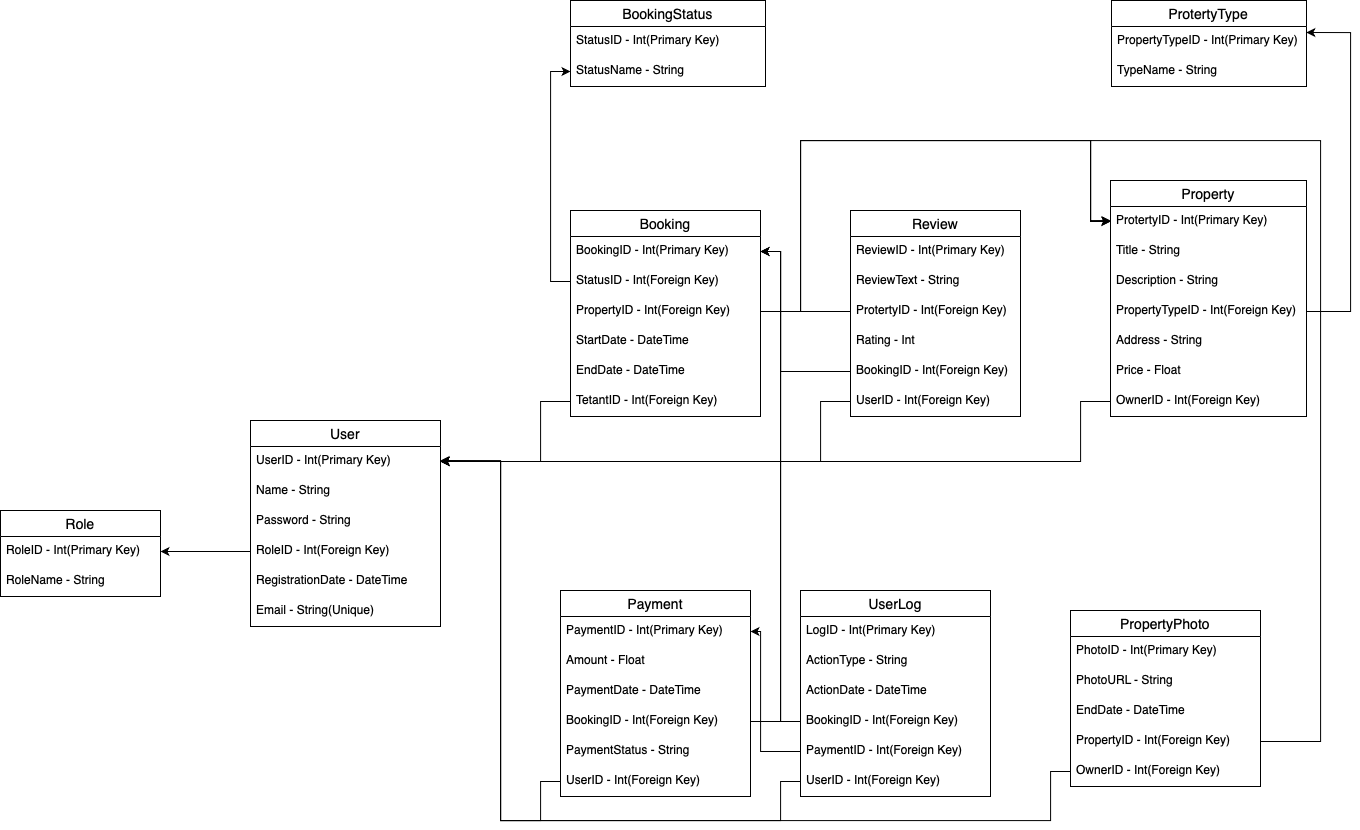 BookingStatus
StatusID - Int(Primary Key)
StatusName - String
ProtertyType
PropertyTypeID - Int(Primary Key)
TypeName - String
Booking
BookingID - Int(Primary Key)
StatusID - Int(Foreign Key)
PropertyID - Int(Foreign Key)
StartDate - DateTime
EndDate - DateTime
TetantID - Int(Foreign Key)
Review
ReviewID - Int(Primary Key)
ReviewText - String
ProtertyID - Int(Foreign Key)
Rating - Int
BookingID - Int(Foreign Key)
UserID - Int(Foreign Key)
Property
ProtertyID - Int(Primary Key)
Title - String
Description - String
PropertyTypeID - Int(Foreign Key)
Address - String
Price - Float
OwnerID - Int(Foreign Key)
User
UserID - Int(Primary Key)
Name - String
Password - String
RoleID - Int(Foreign Key)
RegistrationDate - DateTime
Email - String(Unique)
Role
RoleID - Int(Primary Key)
RoleName - String
Payment
PaymentID - Int(Primary Key)
Amount - Float
PaymentDate - DateTime
BookingID - Int(Foreign Key)
PaymentStatus - String
UserID - Int(Foreign Key)
UserLog
LogID - Int(Primary Key)
ActionType - String
ActionDate - DateTime
BookingID - Int(Foreign Key)
PaymentID - Int(Foreign Key)
UserID - Int(Foreign Key)
PropertyPhoto
PhotoID - Int(Primary Key)
PhotoURL - String
EndDate - DateTime
PropertyID - Int(Foreign Key)
OwnerID - Int(Foreign Key)